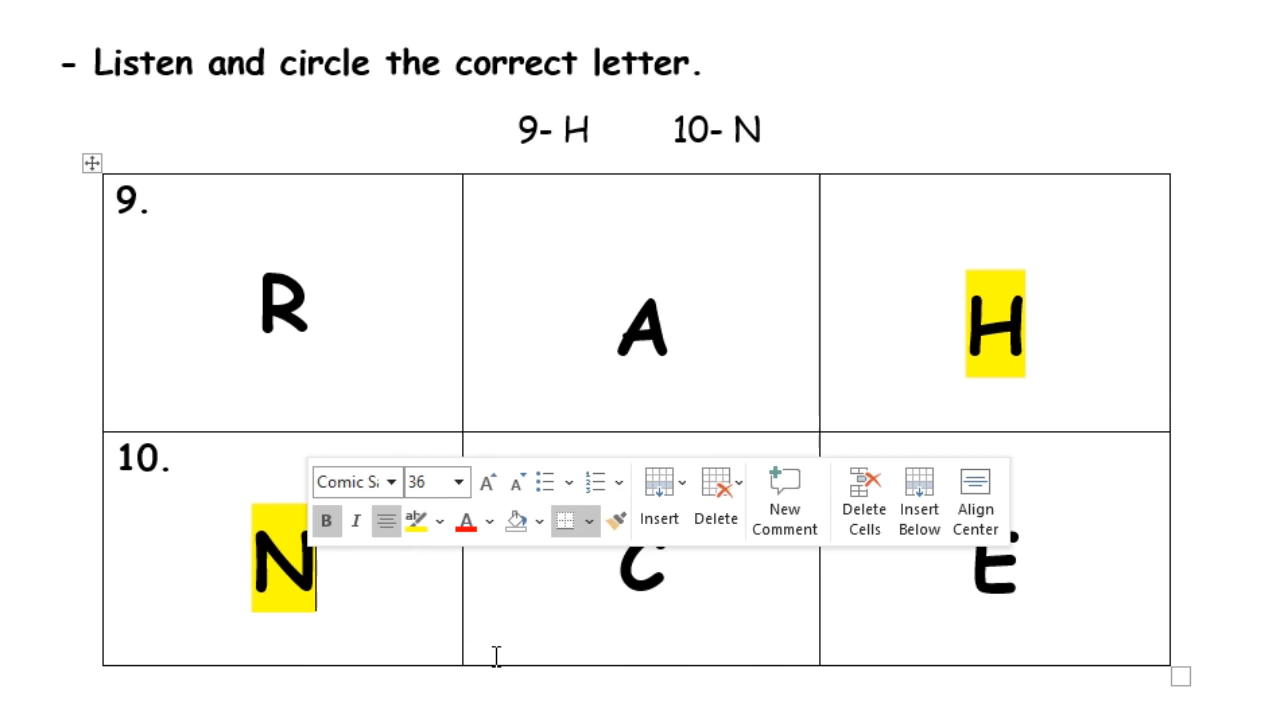 - Listen and circle the correct letter.
9- H 10- N
9.
R A H
10.
Comic Sa 36
New
Comment
Insert Delete
Delete
Cells
Insert
Below
Align
Center
B I A
N C E